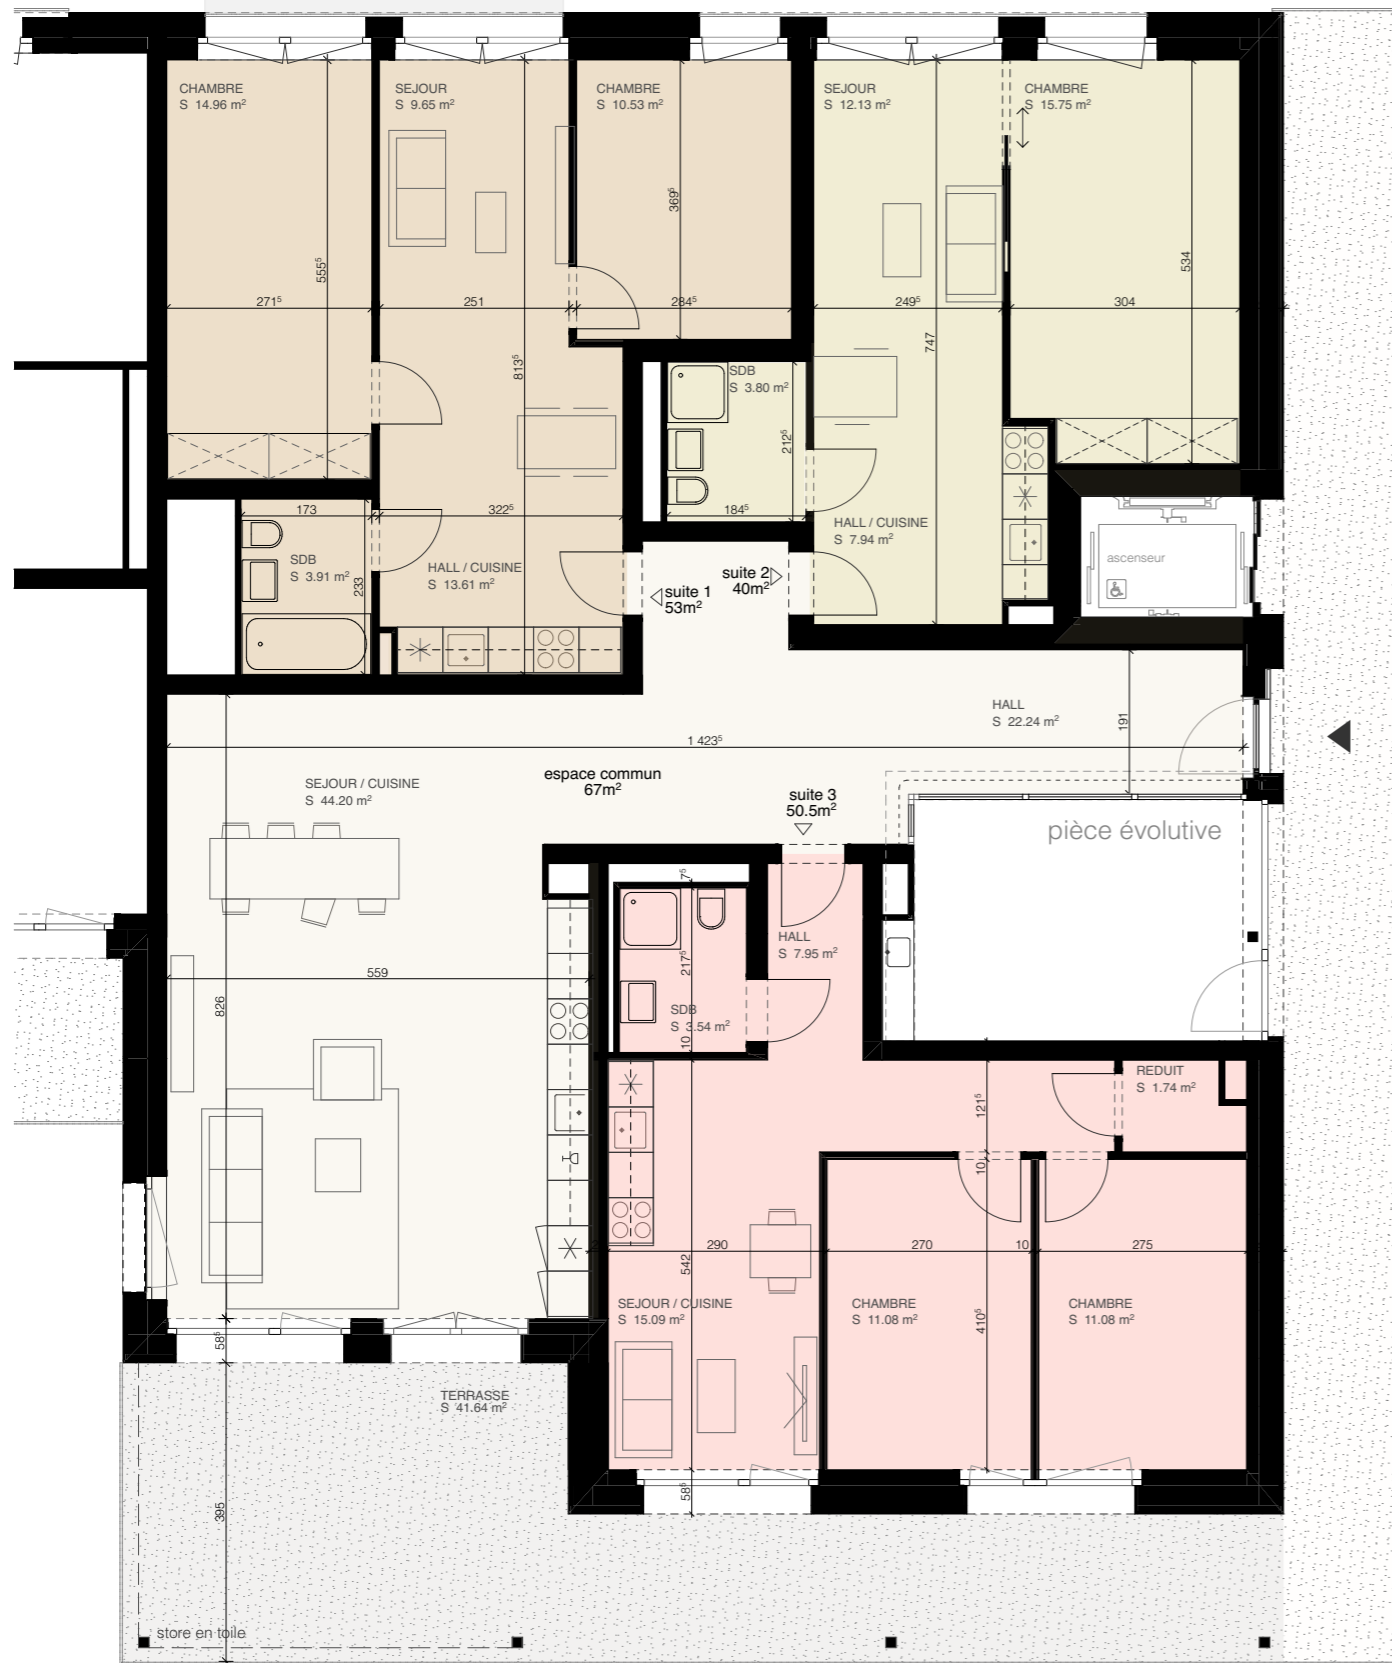 CHAMBRE
S 14.96 m²
SEJOUR
S 9.65 m²
CHAMBRE
S 10.53 m²
SEJOUR
S 12.13 m²
CHAMBRE
S 15.75 m²
369⁵
555⁵
534
271⁵
251
284⁵
249⁵
304
747
813⁵
SDB
S 3.80 m²
212⁵
173
322⁵
184⁵
HALL / CUISINE
S 7.94 m²
SDB
S 3.91 m²
233
HALL / CUISINE
S 13.61 m²
ascenseur
suite 1
53m²
suite 2
40m²
HALL
S 22.24 m²
191
1 423⁵
espace commun
67m²
SEJOUR / CUISINE
S 44.20 m²
suite 3
50.5m²
pièce évolutive
7⁵
HALL
S 7.95 m²
217⁵
559
826
SDB
S 3.54 m²
10
REDUIT
S 1.74 m²
121⁵
10
290
270
10
275
542
SEJOUR / CUISINE
S 15.09 m²
CHAMBRE
S 11.08 m²
CHAMBRE
S 11.08 m²
410⁵
58⁵
TERRASSE
S 41.64 m²
58⁵
395
store en toile